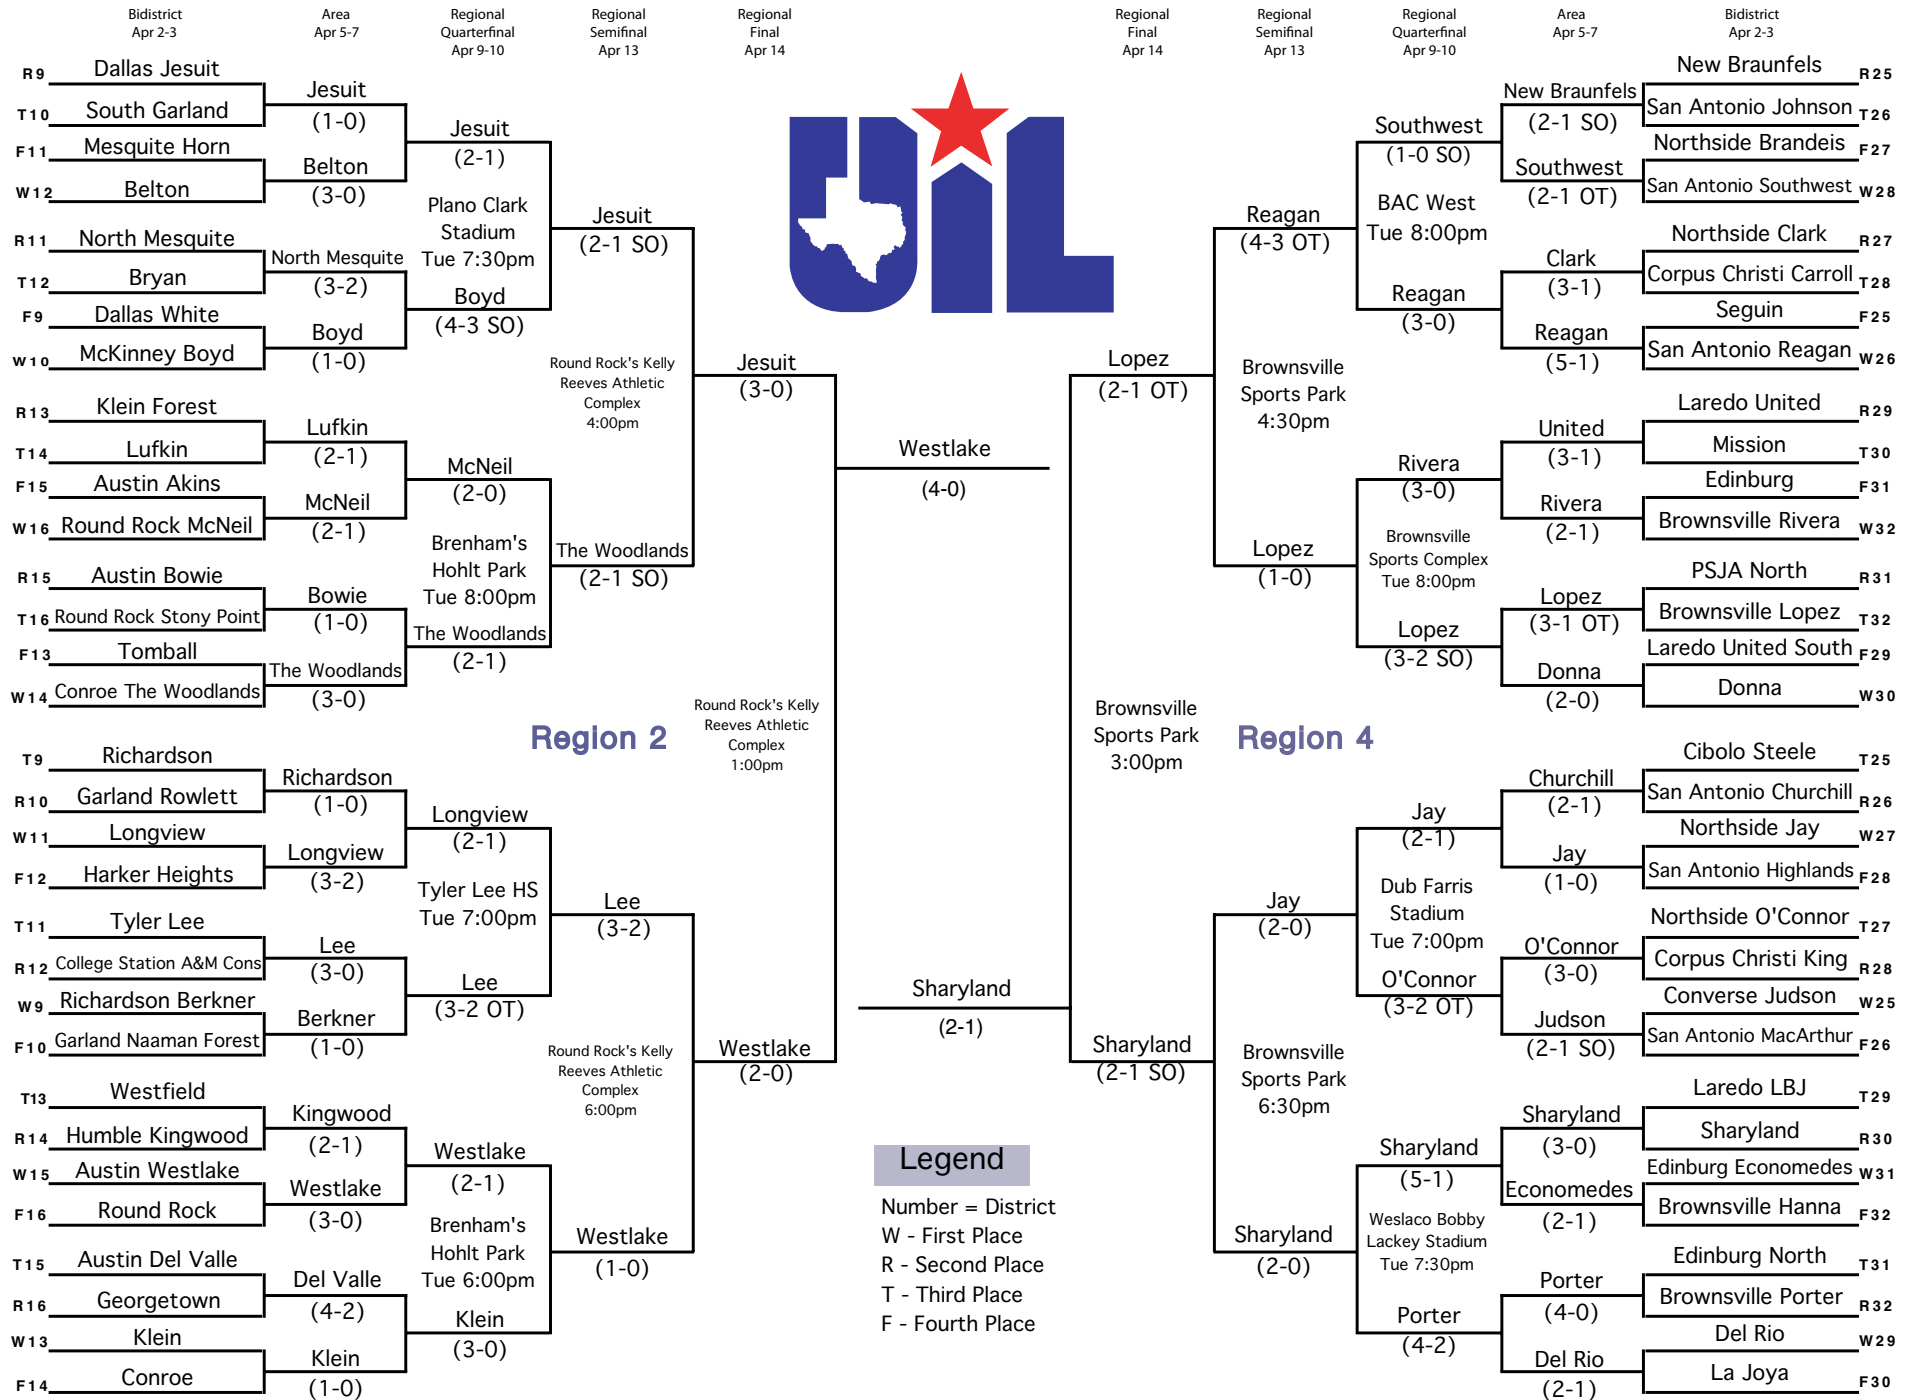 Bidistrict
Apr 2-3
Area
Apr 5-7
Regional
Quarterfinal
Apr 9-10
Regional
Semifinal
Apr 13
Regional
Final
Apr 14
Regional
Final
Apr 14
Regional
Semifinal
Apr 13
Regional
Quarterfinal
Apr 9-10
Area
Apr 5-7
Bidistrict
Apr 2-3
R9 Dallas Jesuit
T10 South Garland
F11 Mesquite Horn
W12 Belton
R11 North Mesquite
T12 Bryan
F9 Dallas White
W10 McKinney Boyd
R13 Klein Forest
T14 Lufkin
F15 Austin Akins
W16 Round Rock McNeil
R15 Austin Bowie
T16 Round Rock Stony Point
F13 Tomball
W14 Conroe The Woodlands
T9 Richardson
R10 Garland Rowlett
W11 Longview
F12 Harker Heights
T11 Tyler Lee
R12 College Station A&M Cons
W9 Richardson Berkner
F10 Garland Naaman Forest
T13 Westfield
R14 Humble Kingwood
W15 Austin Westlake
F16 Round Rock
T15 Austin Del Valle
R16 Georgetown
W13 Klein
F14 Conroe
Jesuit
(1-0)
Belton
(3-0)
North Mesquite
(3-2)
Boyd
(1-0)
Lufkin
(2-1)
McNeil
(2-1)
Bowie
(1-0)
The Woodlands
(3-0)
Richardson
(1-0)
Longview
(3-2)
Lee
(3-0)
Berkner
(1-0)
Kingwood
(2-1)
Westlake
(3-0)
Del Valle
(4-2)
Klein
(1-0)
Jesuit
(2-1)
Plano Clark
Stadium
Tue 7:30pm
Boyd
(4-3 SO)
McNeil
(2-0)
Brenham's
Hohlt Park
Tue 8:00pm
The Woodlands
(2-1)
Longview
(2-1)
Tyler Lee HS
Tue 7:00pm
Lee
(3-2 OT)
Westlake
(2-1)
Brenham's
Hohlt Park
Tue 6:00pm
Klein
(3-0)
Jesuit
(2-1 SO)
Round Rock's Kelly
Reeves Athletic
Complex
4:00pm
The Woodlands
(2-1 SO)
Region 2
Lee
(3-2)
Round Rock's Kelly
Reeves Athletic
Complex
6:00pm
Westlake
(1-0)
Jesuit
(3-0)
Round Rock's Kelly
Reeves Athletic
Complex
1:00pm
Westlake
(2-0)
UIL
Westlake
(4-0)
Sharyland
(2-1)
Legend
Number = District
W - First Place
R - Second Place
T - Third Place
F - Fourth Place
Lopez
(2-1 OT)
Brownsville
Sports Park
3:00pm
Sharyland
(2-1 SO)
Reagan
(4-3 OT)
Brownsville
Sports Park
4:30pm
Lopez
(1-0)
Region 4
Jay
(2-0)
Brownsville
Sports Park
6:30pm
Sharyland
(2-0)
Southwest
(1-0 SO)
BAC West
Tue 8:00pm
Reagan
(3-0)
Rivera
(3-0)
Brownsville
Sports Complex
Tue 8:00pm
Lopez
(3-2 SO)
Jay
(2-1)
Dub Farris
Stadium
Tue 7:00pm
O'Connor
(3-2 OT)
Sharyland
(5-1)
Weslaco Bobby
Lackey Stadium
Tue 7:30pm
Porter
(4-2)
New Braunfels
(2-1 SO)
Southwest
(2-1 OT)
Clark
(3-1)
Reagan
(5-1)
United
(3-1)
Rivera
(2-1)
Lopez
(3-1 OT)
Donna
(2-0)
Churchill
(2-1)
Jay
(1-0)
O'Connor
(3-0)
Judson
(2-1 SO)
Sharyland
(3-0)
Economedes
(2-1)
Porter
(4-0)
Del Rio
(2-1)
New Braunfels R25
San Antonio Johnson T26
Northside Brandeis F27
San Antonio Southwest W28
Northside Clark R27
Corpus Christi Carroll T28
Seguin F25
San Antonio Reagan W26
Laredo United R29
Mission T30
Edinburg F31
Brownsville Rivera W32
PSJA North R31
Brownsville Lopez T32
Laredo United South F29
Donna W30
Cibolo Steele T25
San Antonio Churchill R26
Northside Jay W27
San Antonio Highlands F28
Northside O'Connor T27
Corpus Christi King R28
Converse Judson W25
San Antonio MacArthur F26
Laredo LBJ T29
Sharyland R30
Edinburg Economedes W31
Brownsville Hanna F32
Edinburg North T31
Brownsville Porter R32
Del Rio W29
La Joya F30